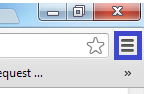 equest ... »